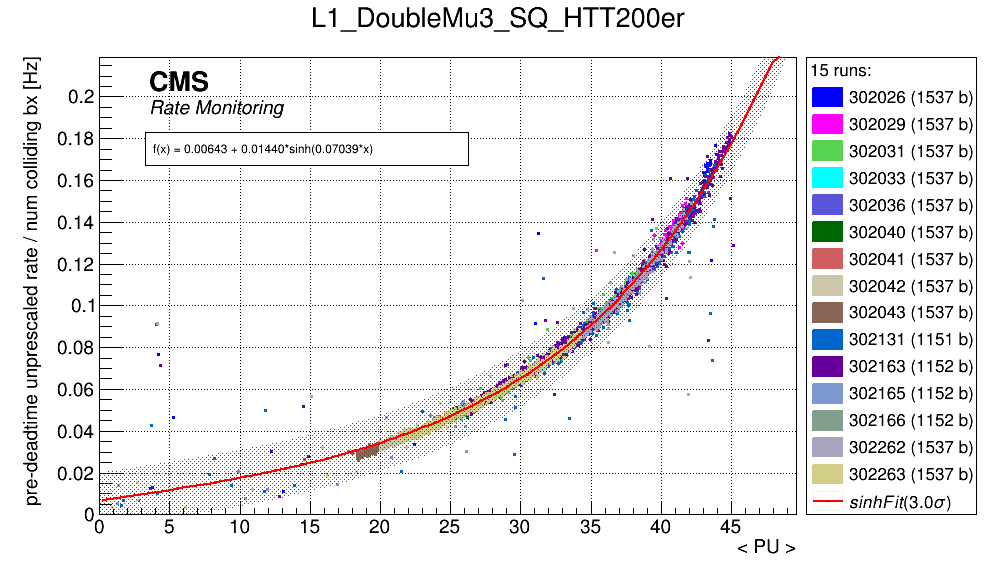 L1_DoubleMu3_SQ_HTT200er
pre-deadtime unprescaled rate / num colliding bx [Hz]
CMS
Rate Monitoring
f(x) = 0.00643 + 0.01440*sinh(0.07039*x)
0.2
0.18
0.16
0.14
0.12
0.1
0.08
0.06
0.04
0.02
0
0 5 10 15 20 25 30 35 40 45
< PU >
15 runs:
302026 (1537 b)
302029 (1537 b)
302031 (1537 b)
302033 (1537 b)
302036 (1537 b)
302040 (1537 b)
302041 (1537 b)
302042 (1537 b)
302043 (1537 b)
302131 (1151 b)
302163 (1152 b)
302165 (1152 b)
302166 (1152 b)
302262 (1537 b)
302263 (1537 b)
sinhFit(3.0σ)